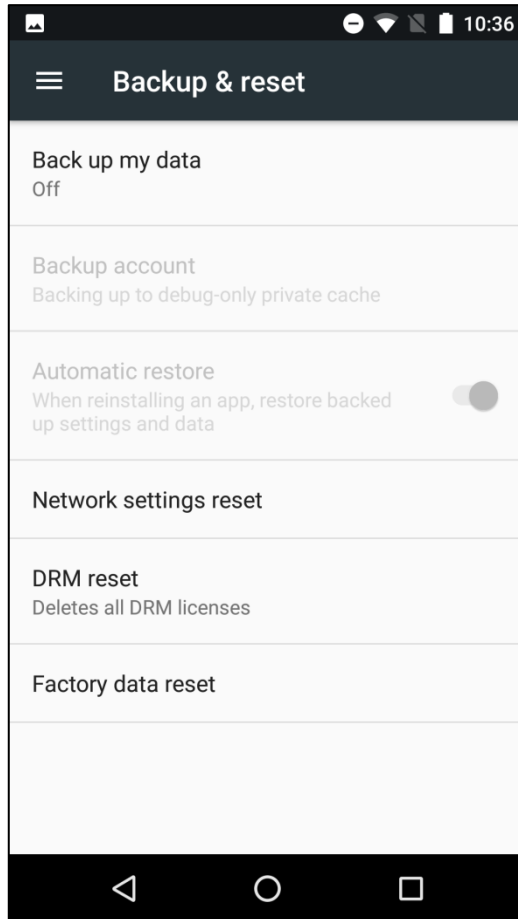 10:36
Backup & reset
Back up my data
Off
Backup account
Backing up to debug-only private cache
Automatic restore
When reinstalling an app, restore backed
up settings and data
Network settings reset
DRM reset
Deletes all DRM licenses
Factory data reset